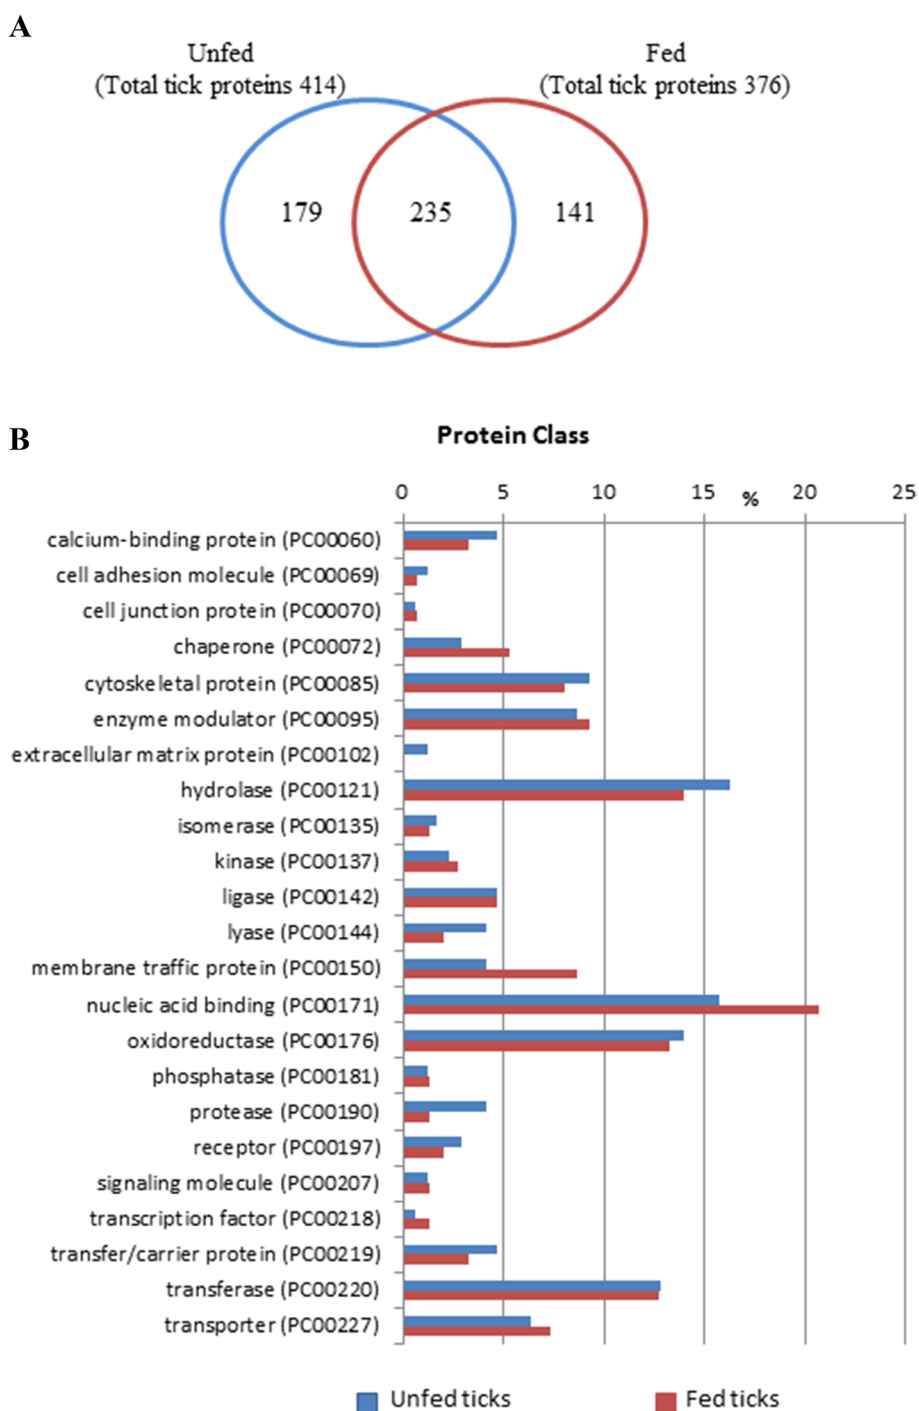 A
Unfed
(Total tick proteins 414)
Fed
(Total tick proteins 376)
179
235
141
B
Protein Class
0 5 10 15 % 20 25
calcium-binding protein (PC00060)
cell adhesion molecule (PC00069)
cell junction protein (PC00070)
chaperone (PC00072)
cytoskeletal protein (PC00085)
enzyme modulator (PC00095)
extracellular matrix protein (PC00102)
hydrolase (PC00121)
isomerase (PC00135)
kinase (PC00137)
ligase (PC00142)
lyase (PC00144)
membrane traffic protein (PC00150)
nucleic acid binding (PC00171)
oxidoreductase (PC00176)
phosphatase (PC00181)
protease (PC00190)
receptor (PC00197)
signaling molecule (PC00207)
transcription factor (PC00218)
transfer/carrier protein (PC00219)
transferase (PC00220)
transporter (PC00227)
Unfed ticks
Fed ticks